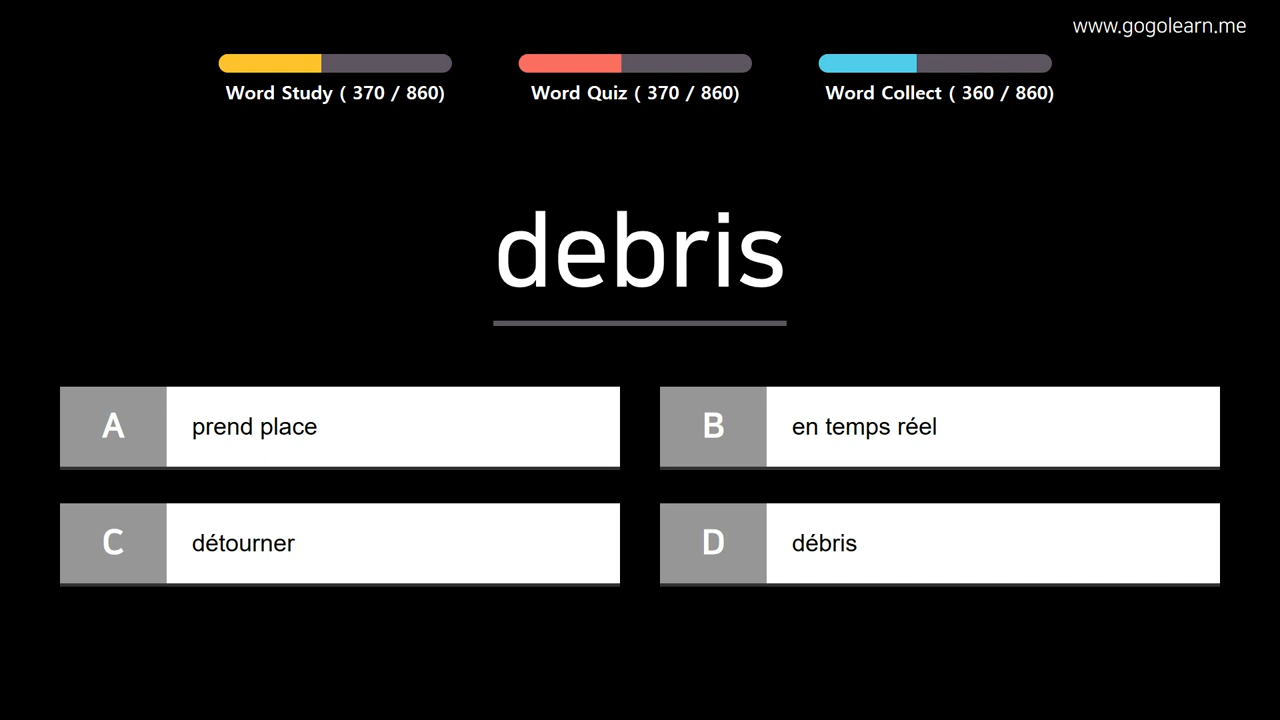 www.gogolearn.me
Word Study ( 370 / 860)
Word Quiz ( 370 / 860)
Word Collect ( 360 / 860)
debris
A prend place
B en temps réel
C détourner
D débris